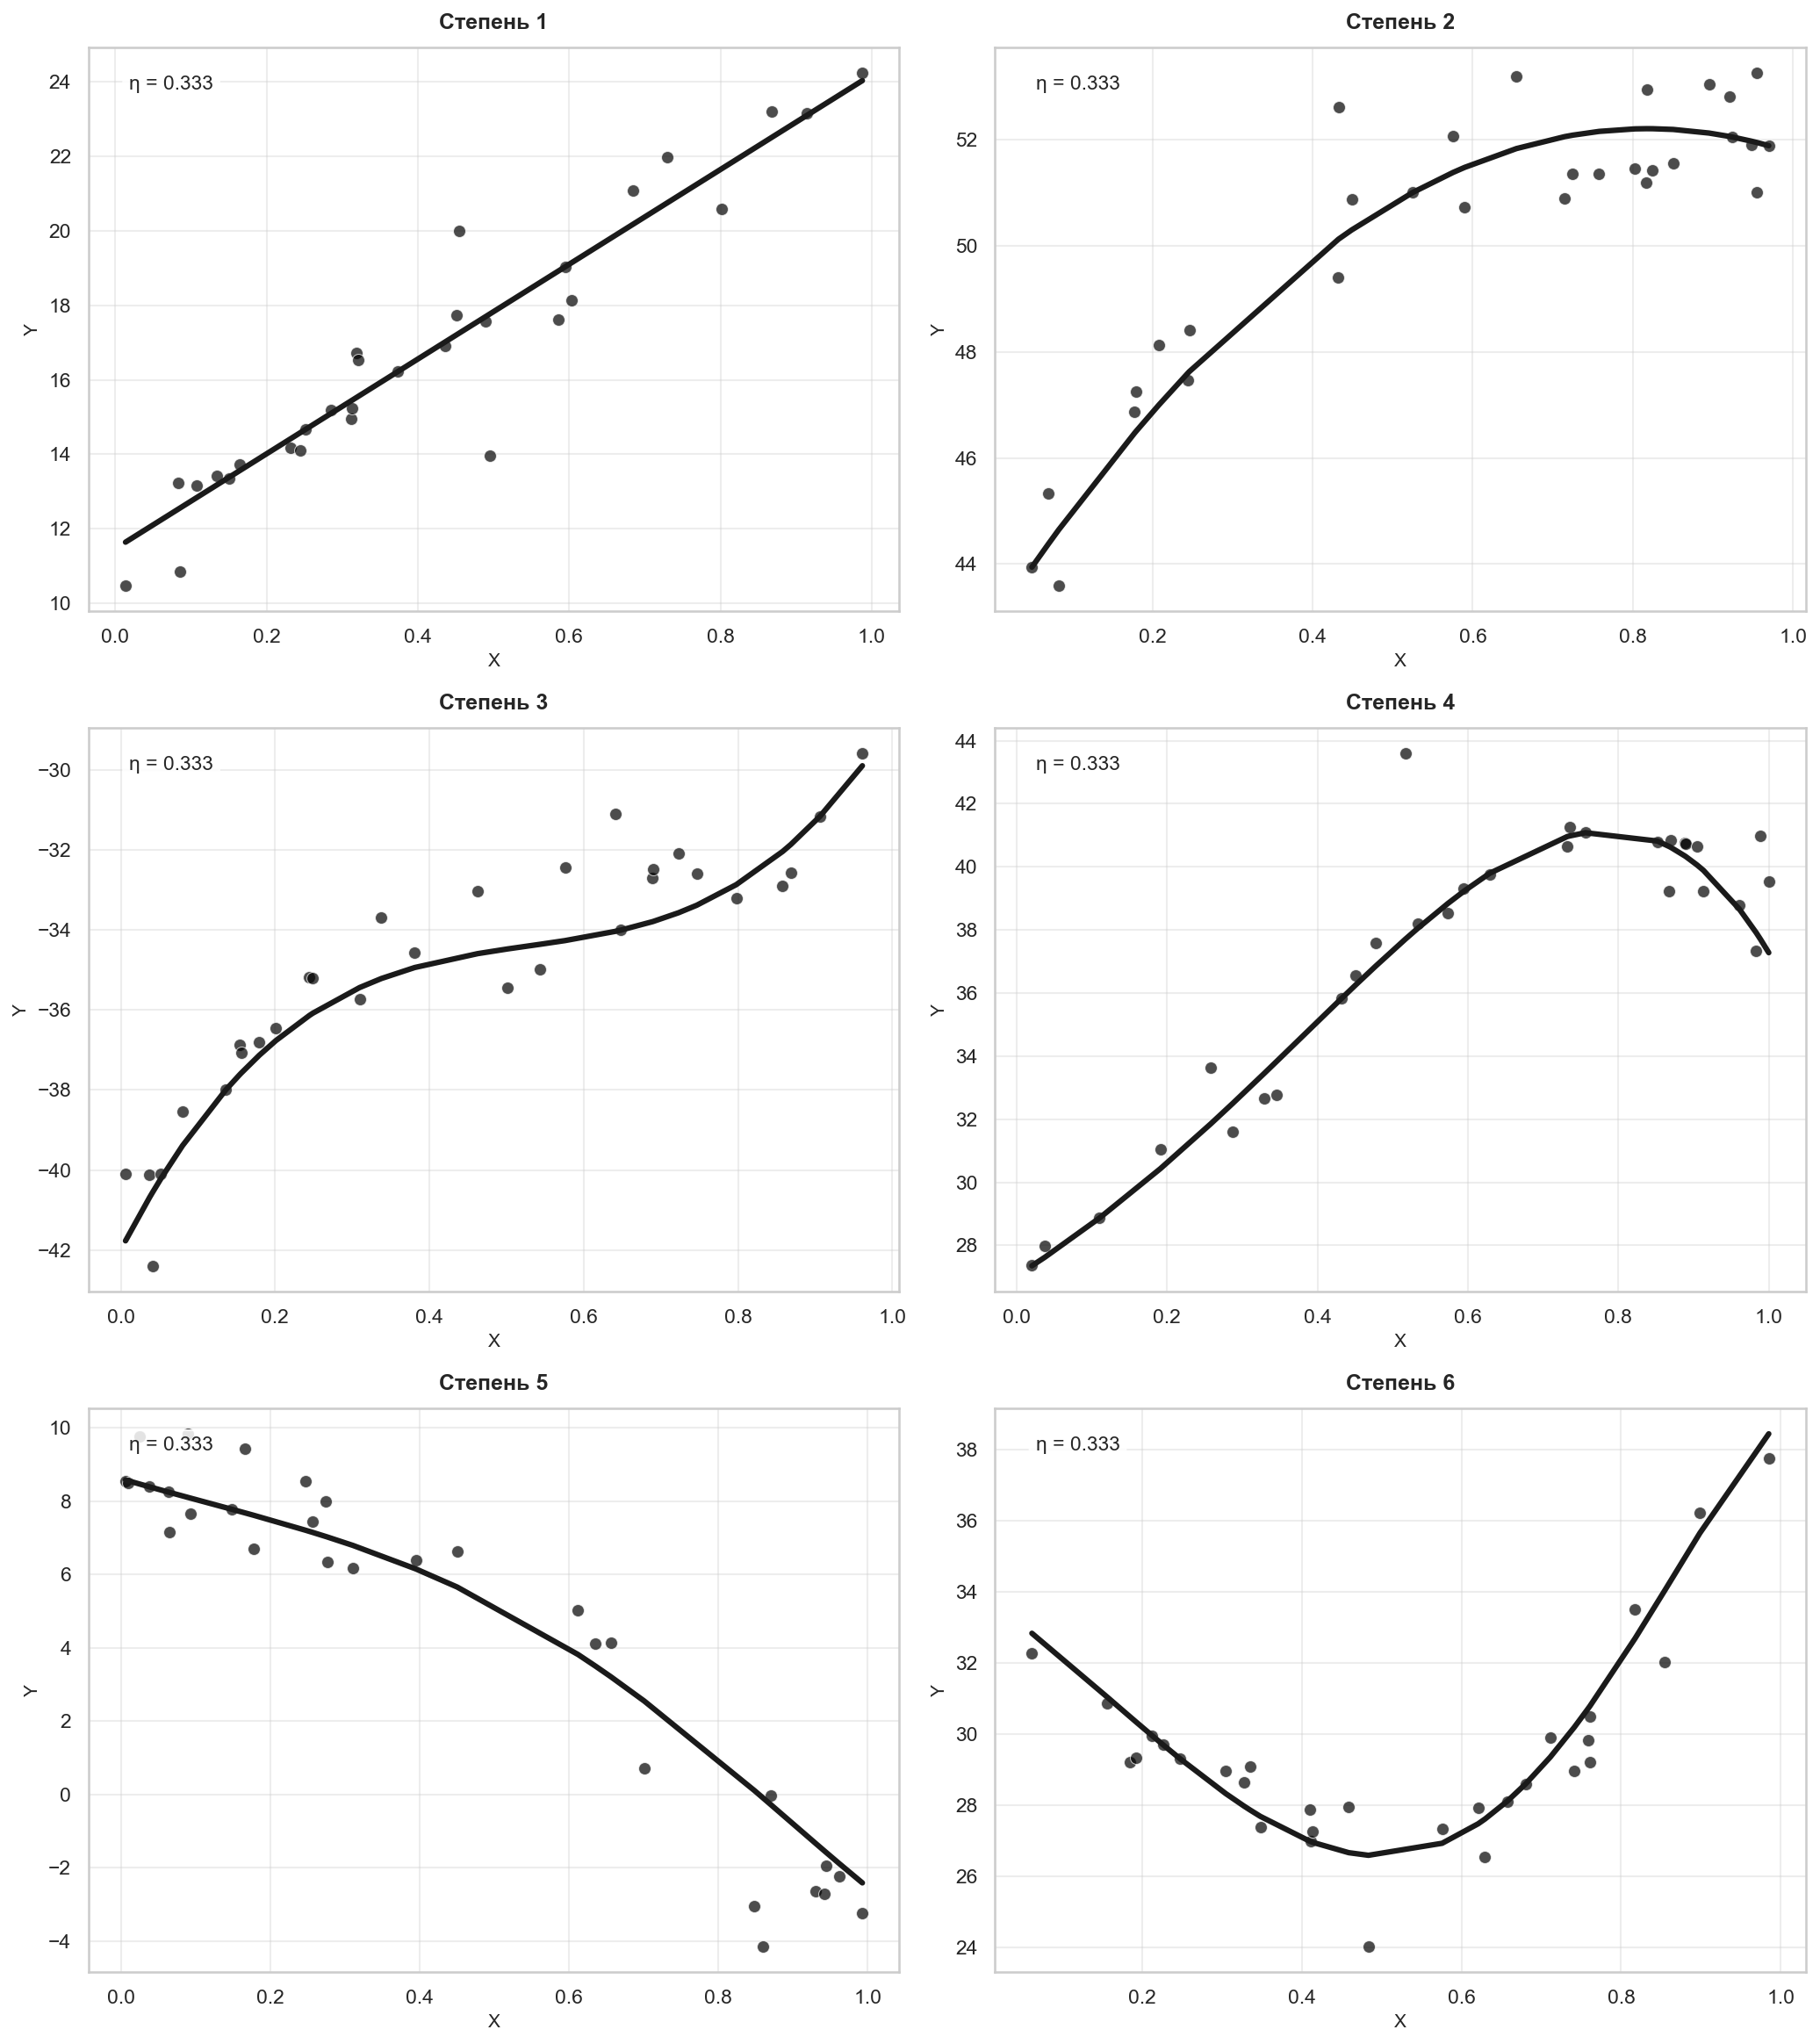 Степень 1
η = 0.333
24
22
20
18
16
14
12
10
Y
0.0 0.2 0.4 0.6 0.8 1.0
X
Степень 2
η = 0.333
52
50
48
46
44
Y
0.2 0.4 0.6 0.8 1.0
X
Степень 3
η = 0.333
−30
−32
−34
−36
−38
−40
−42
Y
0.0 0.2 0.4 0.6 0.8 1.0
X
Степень 4
η = 0.333
44
42
40
38
36
34
32
30
28
Y
0.0 0.2 0.4 0.6 0.8 1.0
X
Степень 5
η = 0.333
10
8
6
4
2
0
−2
−4
Y
0.0 0.2 0.4 0.6 0.8 1.0
X
Степень 6
η = 0.333
38
36
34
32
30
28
26
24
Y
0.2 0.4 0.6 0.8 1.0
X